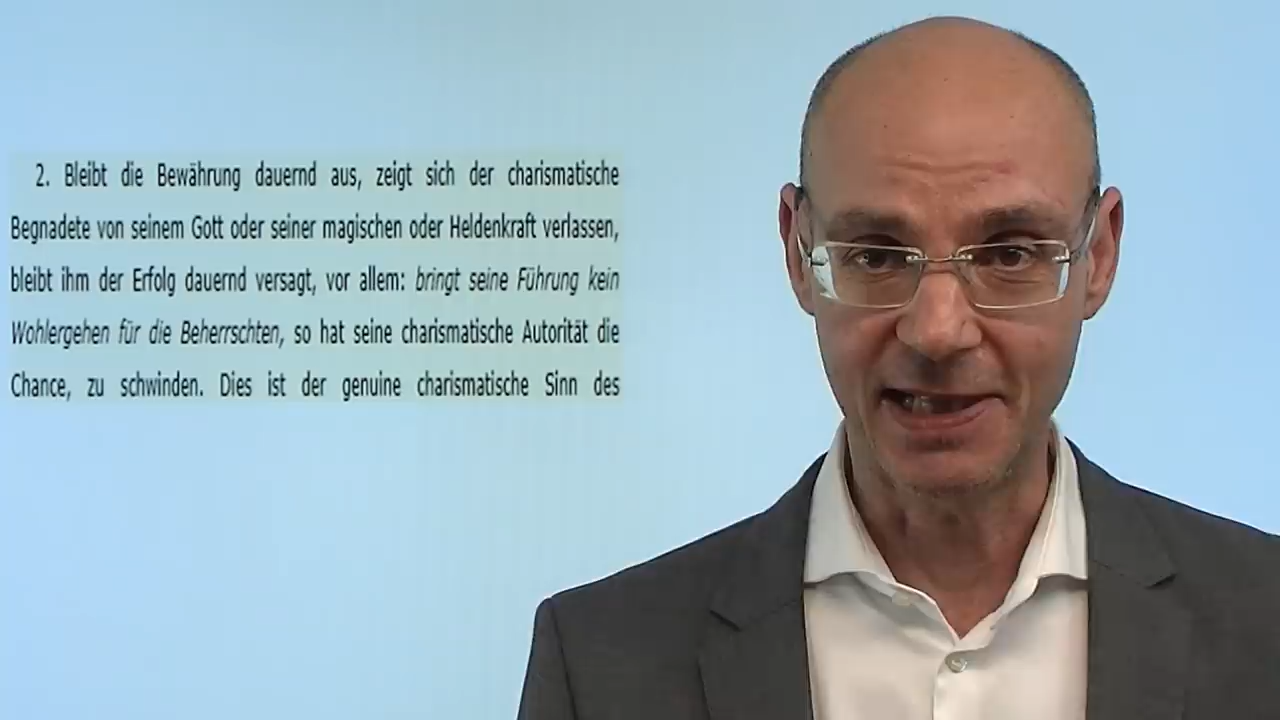 2. Bleibt die Bewährung dauernd aus, zeigt sich der charismatische
Begnadete von seinem Gott oder seiner magischen oder Heldenkraft verlassen,
bleibt ihm der Erfolg dauernd versagt, vor allem: bringt seine Führung kein
Wohlergehen für die Beherrschten, so hat seine charismatische Autorität die
Chance, zu schwinden. Dies ist der genuine charismatische Sinn des